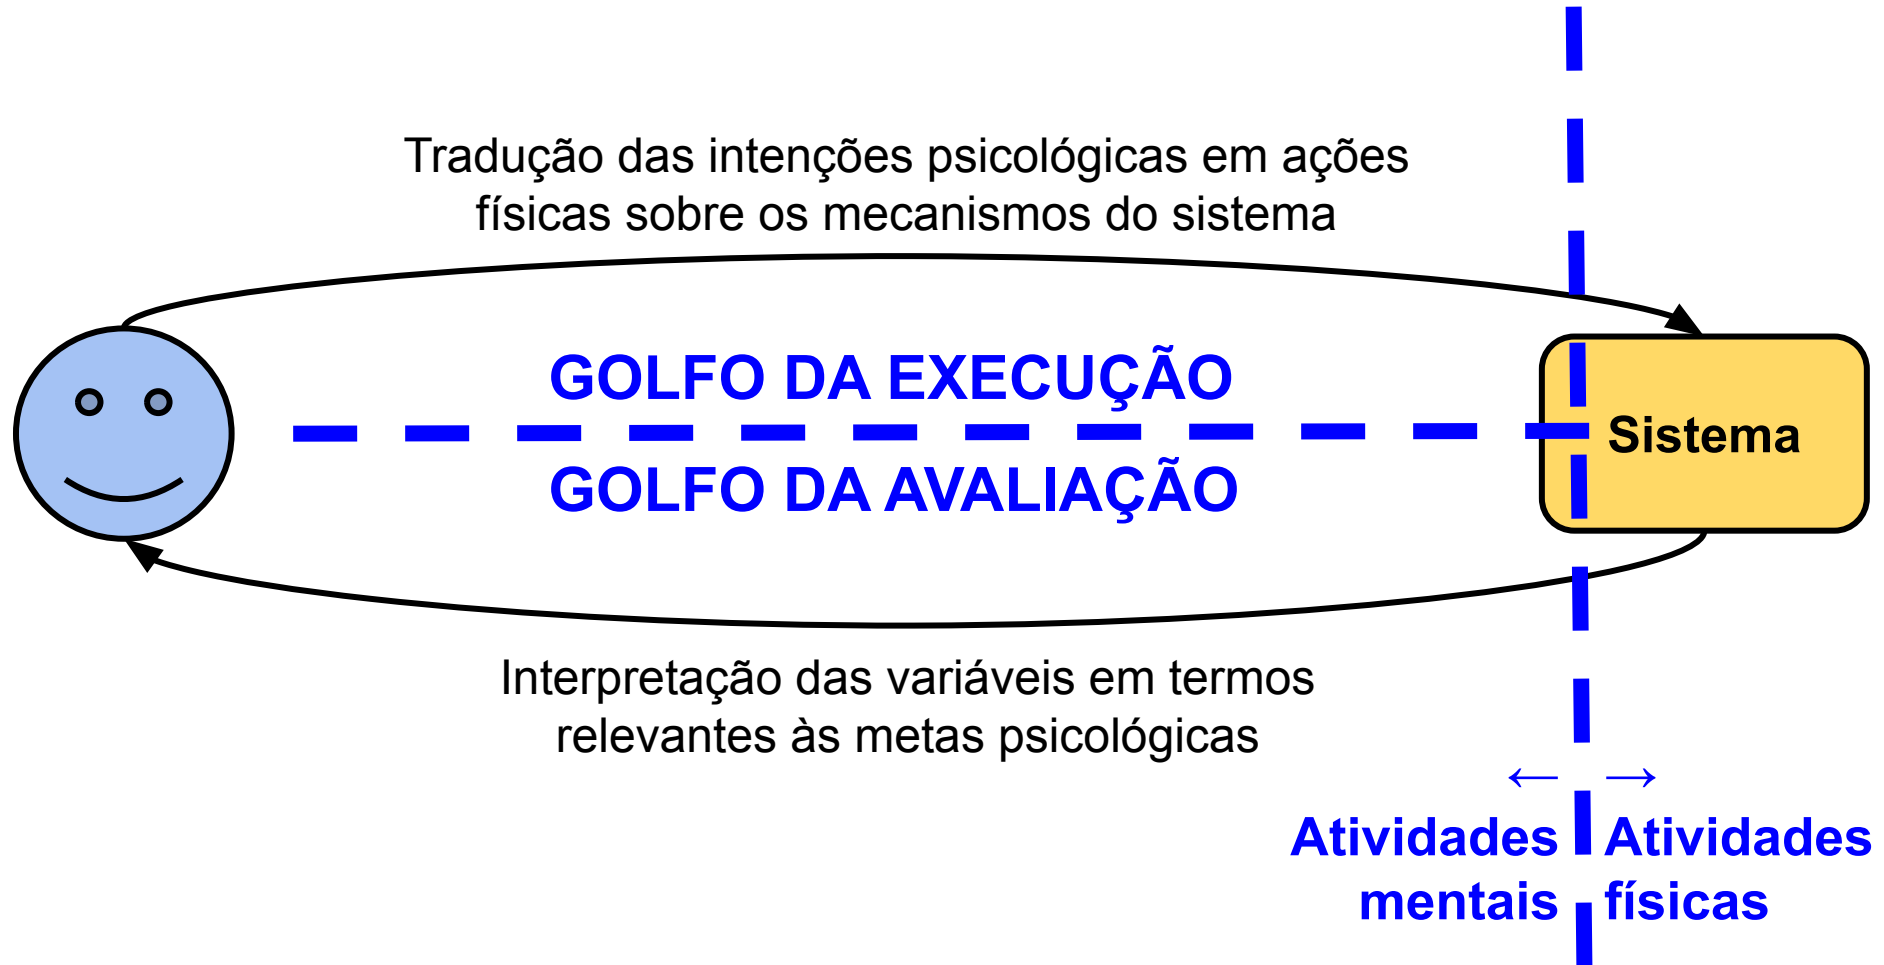 Tradução das intenções psicológicas em ações
físicas sobre os mecanismos do sistema
GOLFO DA EXECUÇÃO
Sistema
GOLFO DA AVALIAÇÃO
Interpretação das variáveis em termos
relevantes às metas psicológicas
← →
Atividades
mentais
Atividades
físicas